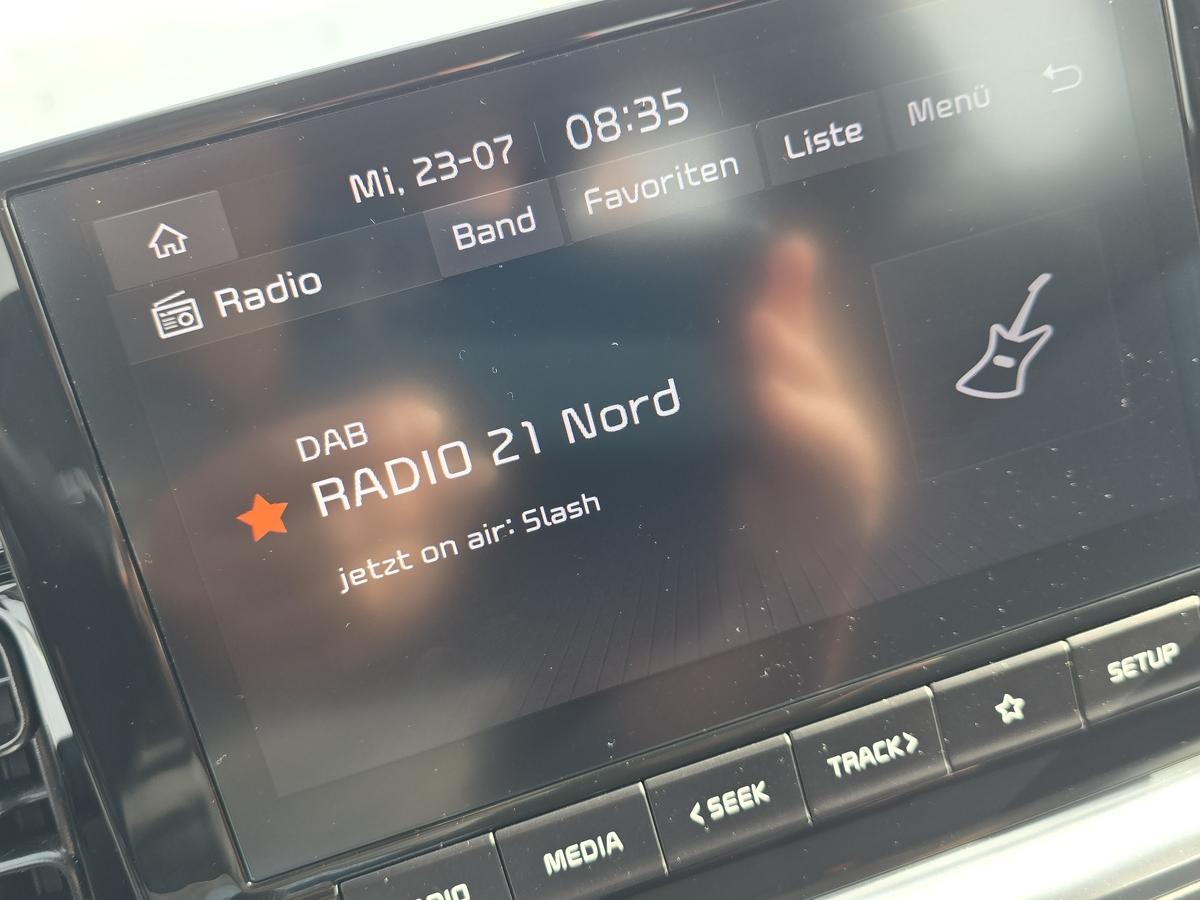 Mi, 23-07 08:35
Radio Band Favoriten Liste Menü
DAB
RADIO 21 Nord
jetzt on air: Slash
MEDIA <SEEK TRACK> SETUP